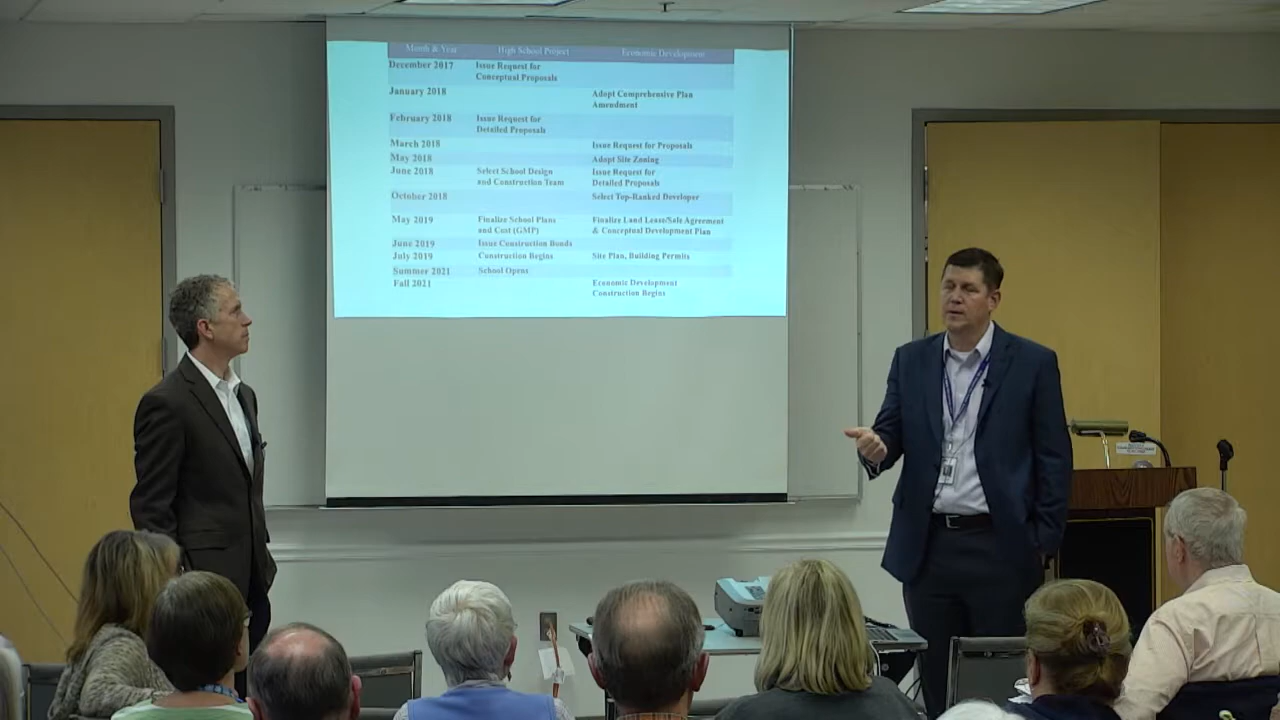 Month & Year High School Project Economic Development
December 2017 Issue Request for
Conceptual Proposals
January 2018 Adopt Comprehensive Plan
Amendment
February 2018 Issue Request for
Detailed Proposals
March 2018 Issue Request for Proposals
May 2018 Adopt Site Zoning
June 2018 Select School Design Issue Request for
and Construction Team Detailed Proposals
October 2018 Select Top-Ranked Developer
May 2019 Finalize School Plans Finalize Land Lease/Sale Agreement
and Cost (GMP) & Conceptual Development Plan
June 2019 Issue Construction Bonds
July 2019 Construction Begins Site Plan, Building Permits
Summer 2021 School Opens
Fall 2021 Economic Development
Construction Begins